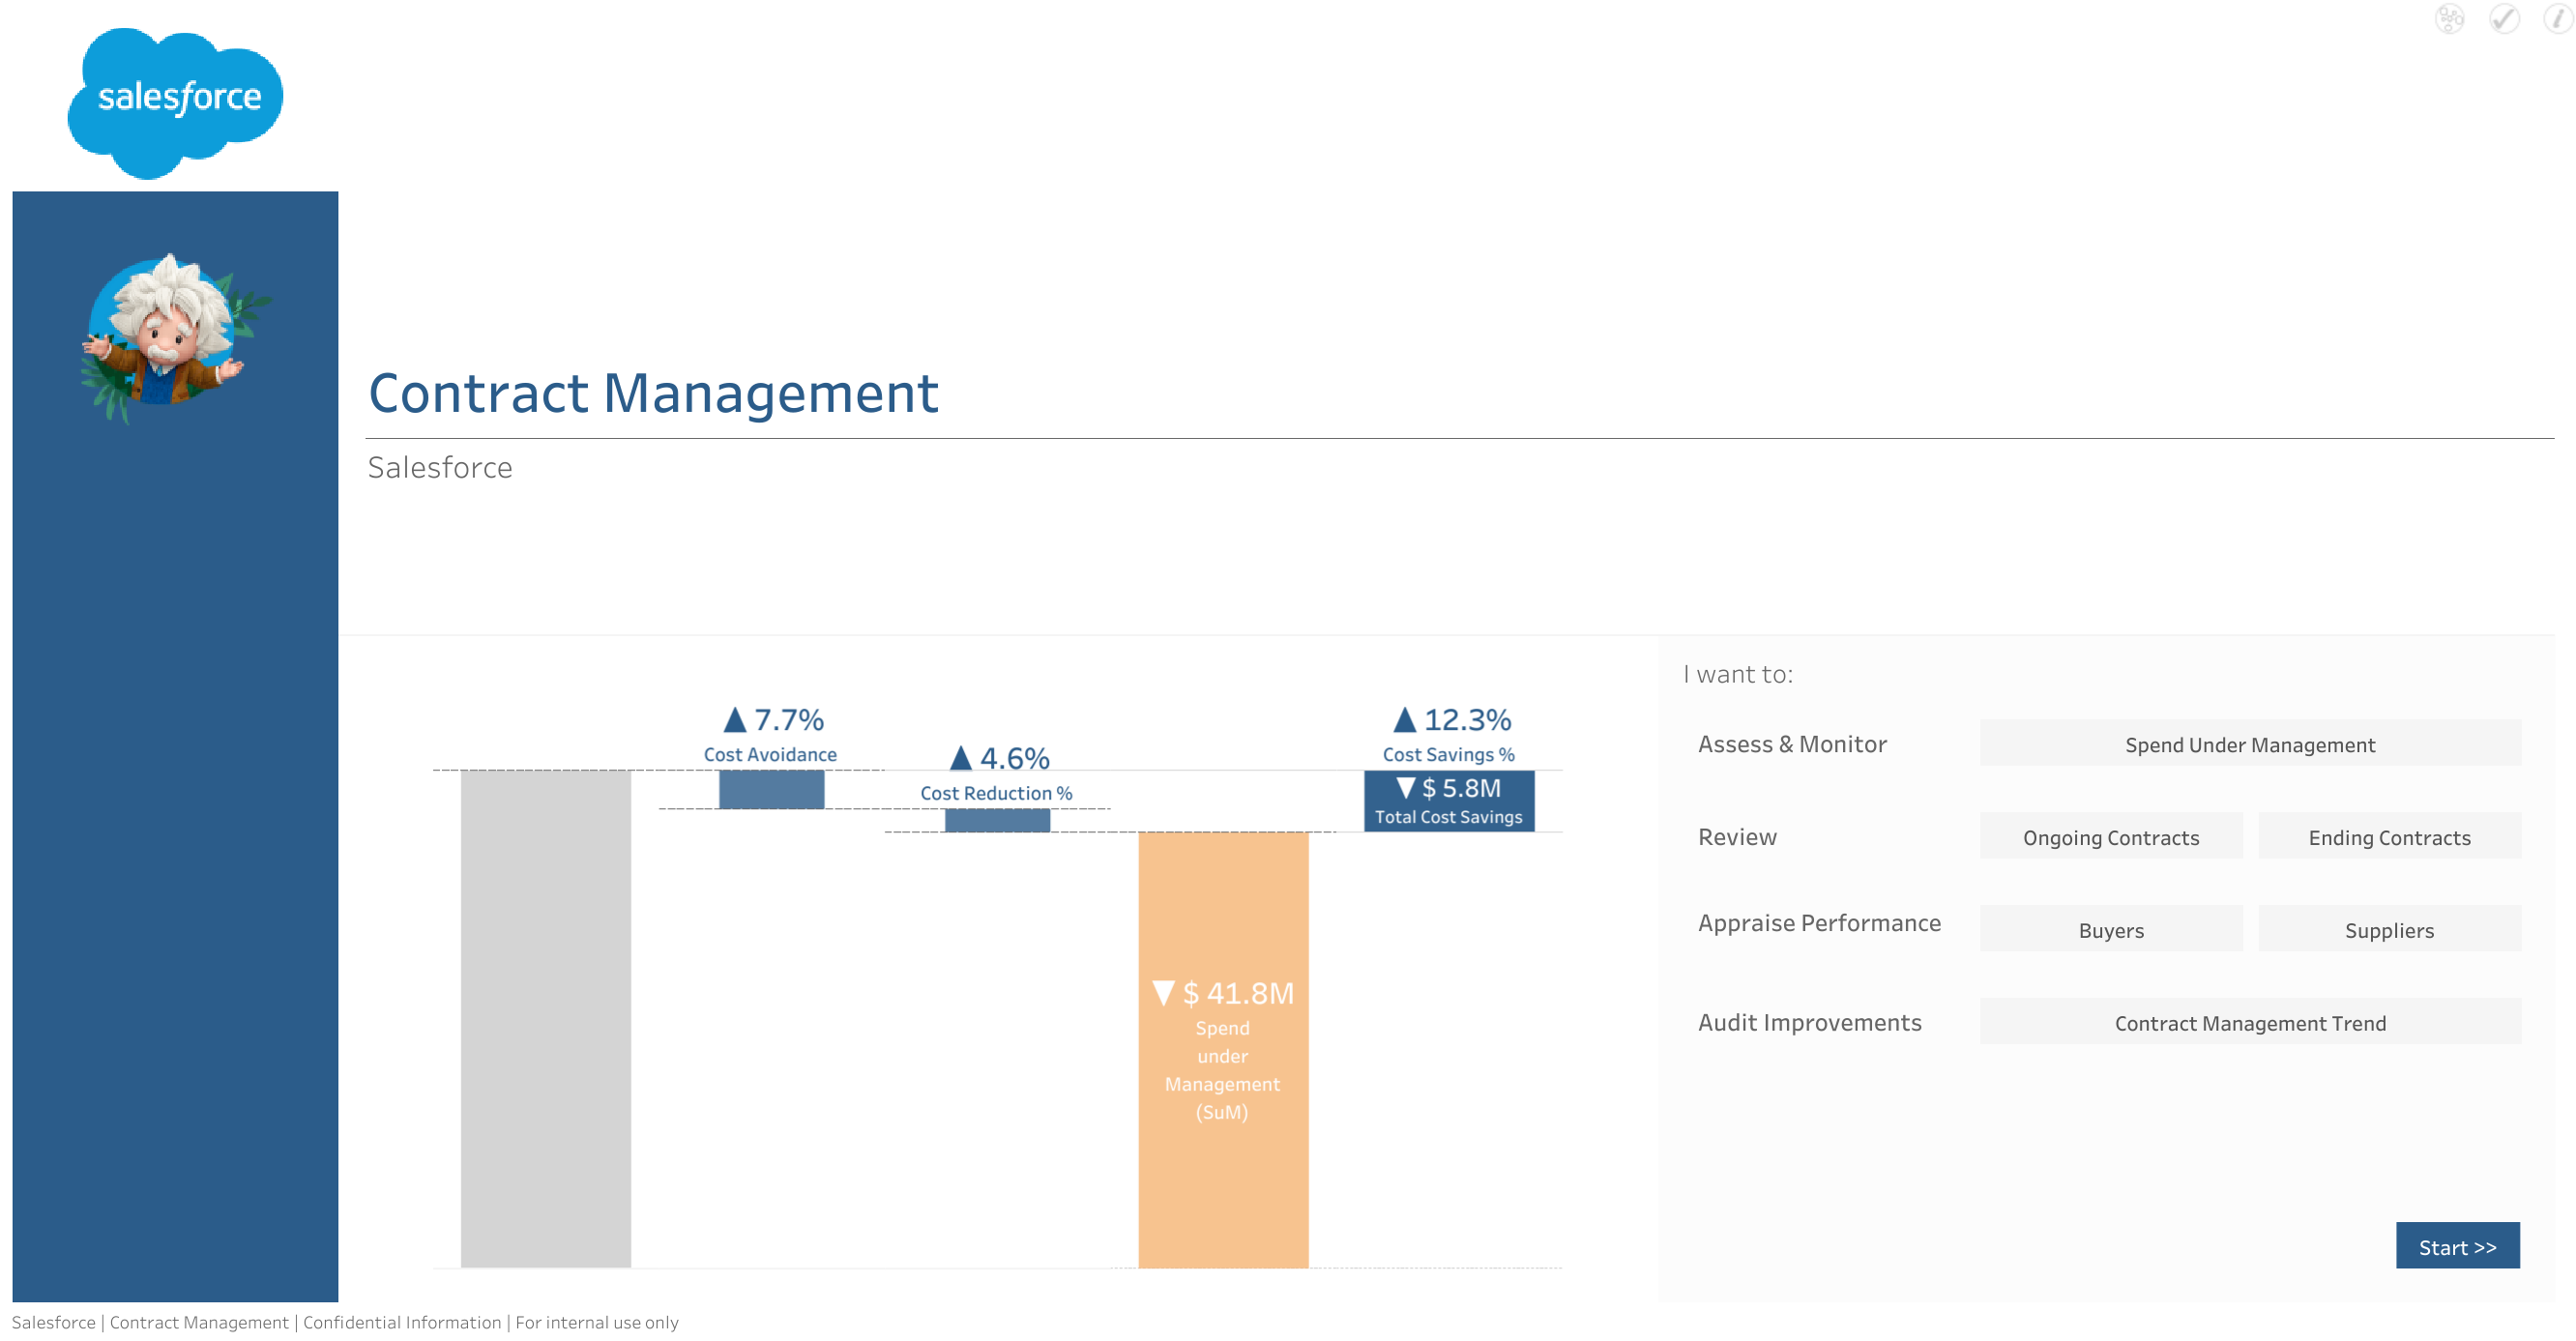 salesforce
Contract Management
Salesforce
▲ 7.7%
Cost Avoidance
▲ 4.6%
Cost Reduction %
▼ $ 41.8M
Spend
under
Management
(SuM)
▲ 12.3%
Cost Savings %
▼ $ 5.8M
Total Cost Savings
I want to:
Assess & Monitor
Spend Under Management
Review
Ongoing Contracts
Ending Contracts
Appraise Performance
Buyers
Suppliers
Audit Improvements
Contract Management Trend
Start >>
Salesforce | Contract Management | Confidential Information | For internal use only